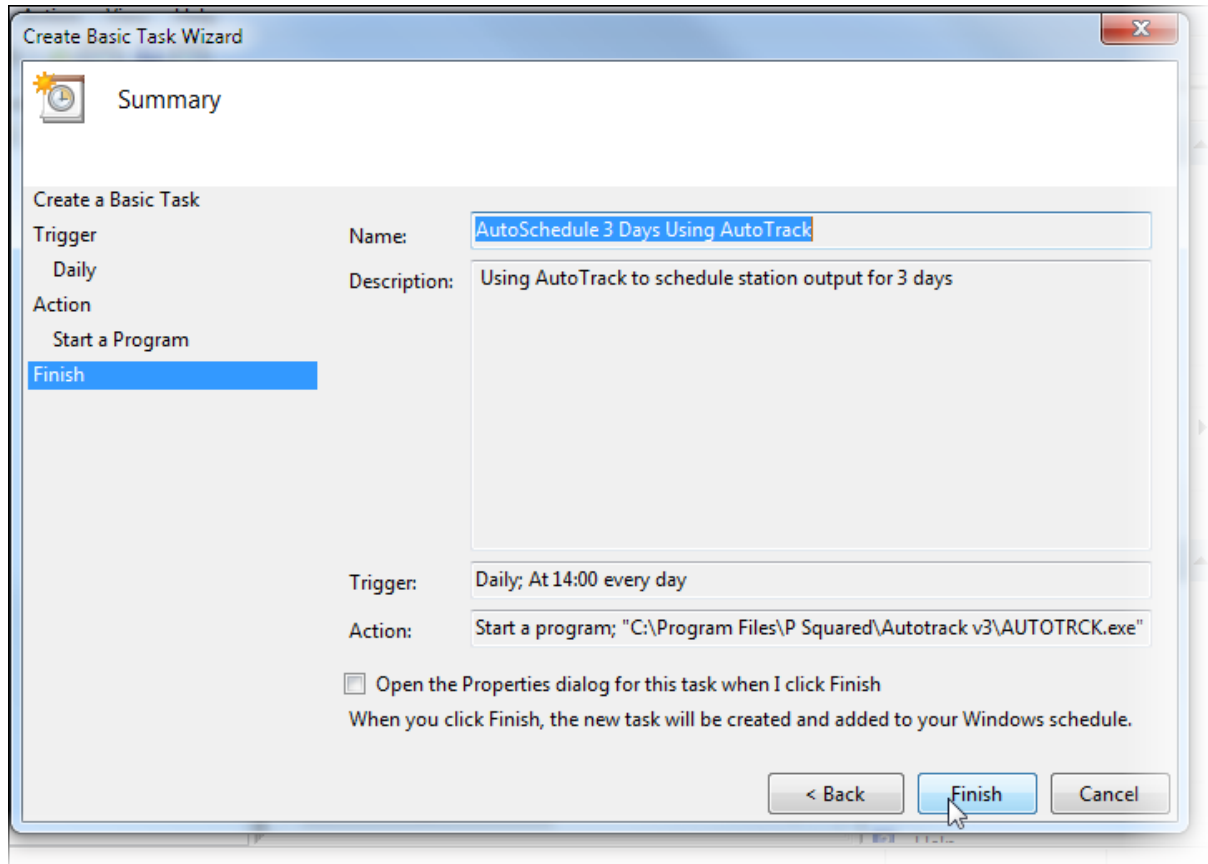 Create Basic Task Wizard
Summary
Create a Basic Task
Trigger
Daily
Action
Start a Program
Finish
Name: AutoSchedule 3 Days Using AutoTrack
Description: Using AutoTrack to schedule station output for 3 days
Trigger: Daily; At 14:00 every day
Action: Start a program; "C:\Program Files\P Squared\Autotrack v3\AUTOTRCK.exe"
Open the Properties dialog for this task when I click Finish
When you click Finish, the new task will be created and added to your Windows schedule.
< Back Finish Cancel